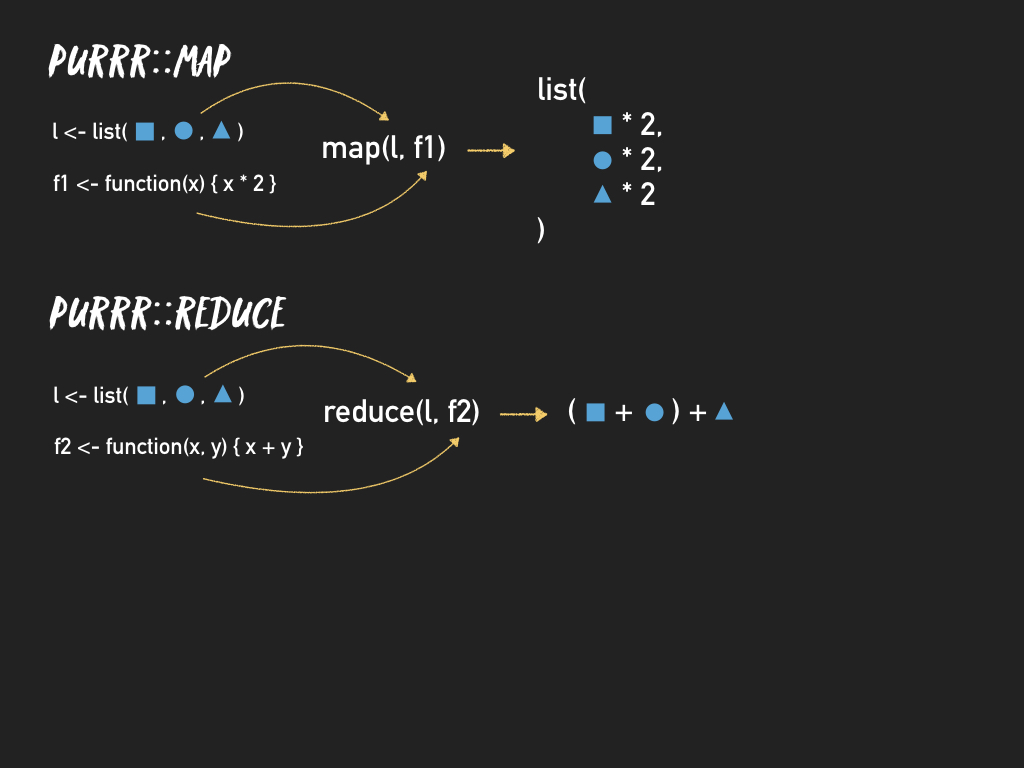 PURRR::MAP
l <- list( ■ , ● , ▲ )
f1 <- function(x) { x * 2 }
map(l, f1)
list(
■ * 2,
● * 2,
▲ * 2
)
PURRR::REDUCE
l <- list( ■ , ● , ▲ )
f2 <- function(x, y) { x + y }
reduce(l, f2)
( ■ + ● ) + ▲